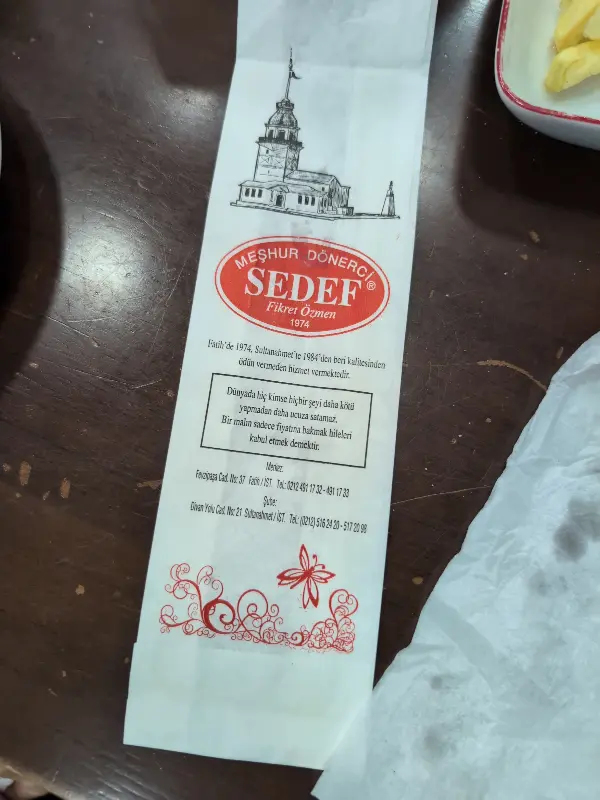 MEŞHUR DÖNERCİ
SEDEF®
Fikret Özmen
1974
Fatih'de 1974, Sultanahmet'te 1984'den beri kalitesinden
ödün vermeden hizmet vermektedir.
Dünyada hiç kimse hiçbir şeyi daha kötü
yapmadan daha ucuza satamaz.
Bir malın sadece fiyatına bakmak hileleri
kabul etmek demektir.
Merkez:
Fevzipaşa Cad. No: 37 Fatih / İST. Tel.: 0212 491 17 32 - 491 17 33
Şube:
Divan Yolu Cad. No: 21 Sultanahmet / İST. Tel.: (0212) 516 24 20 - 517 20 98